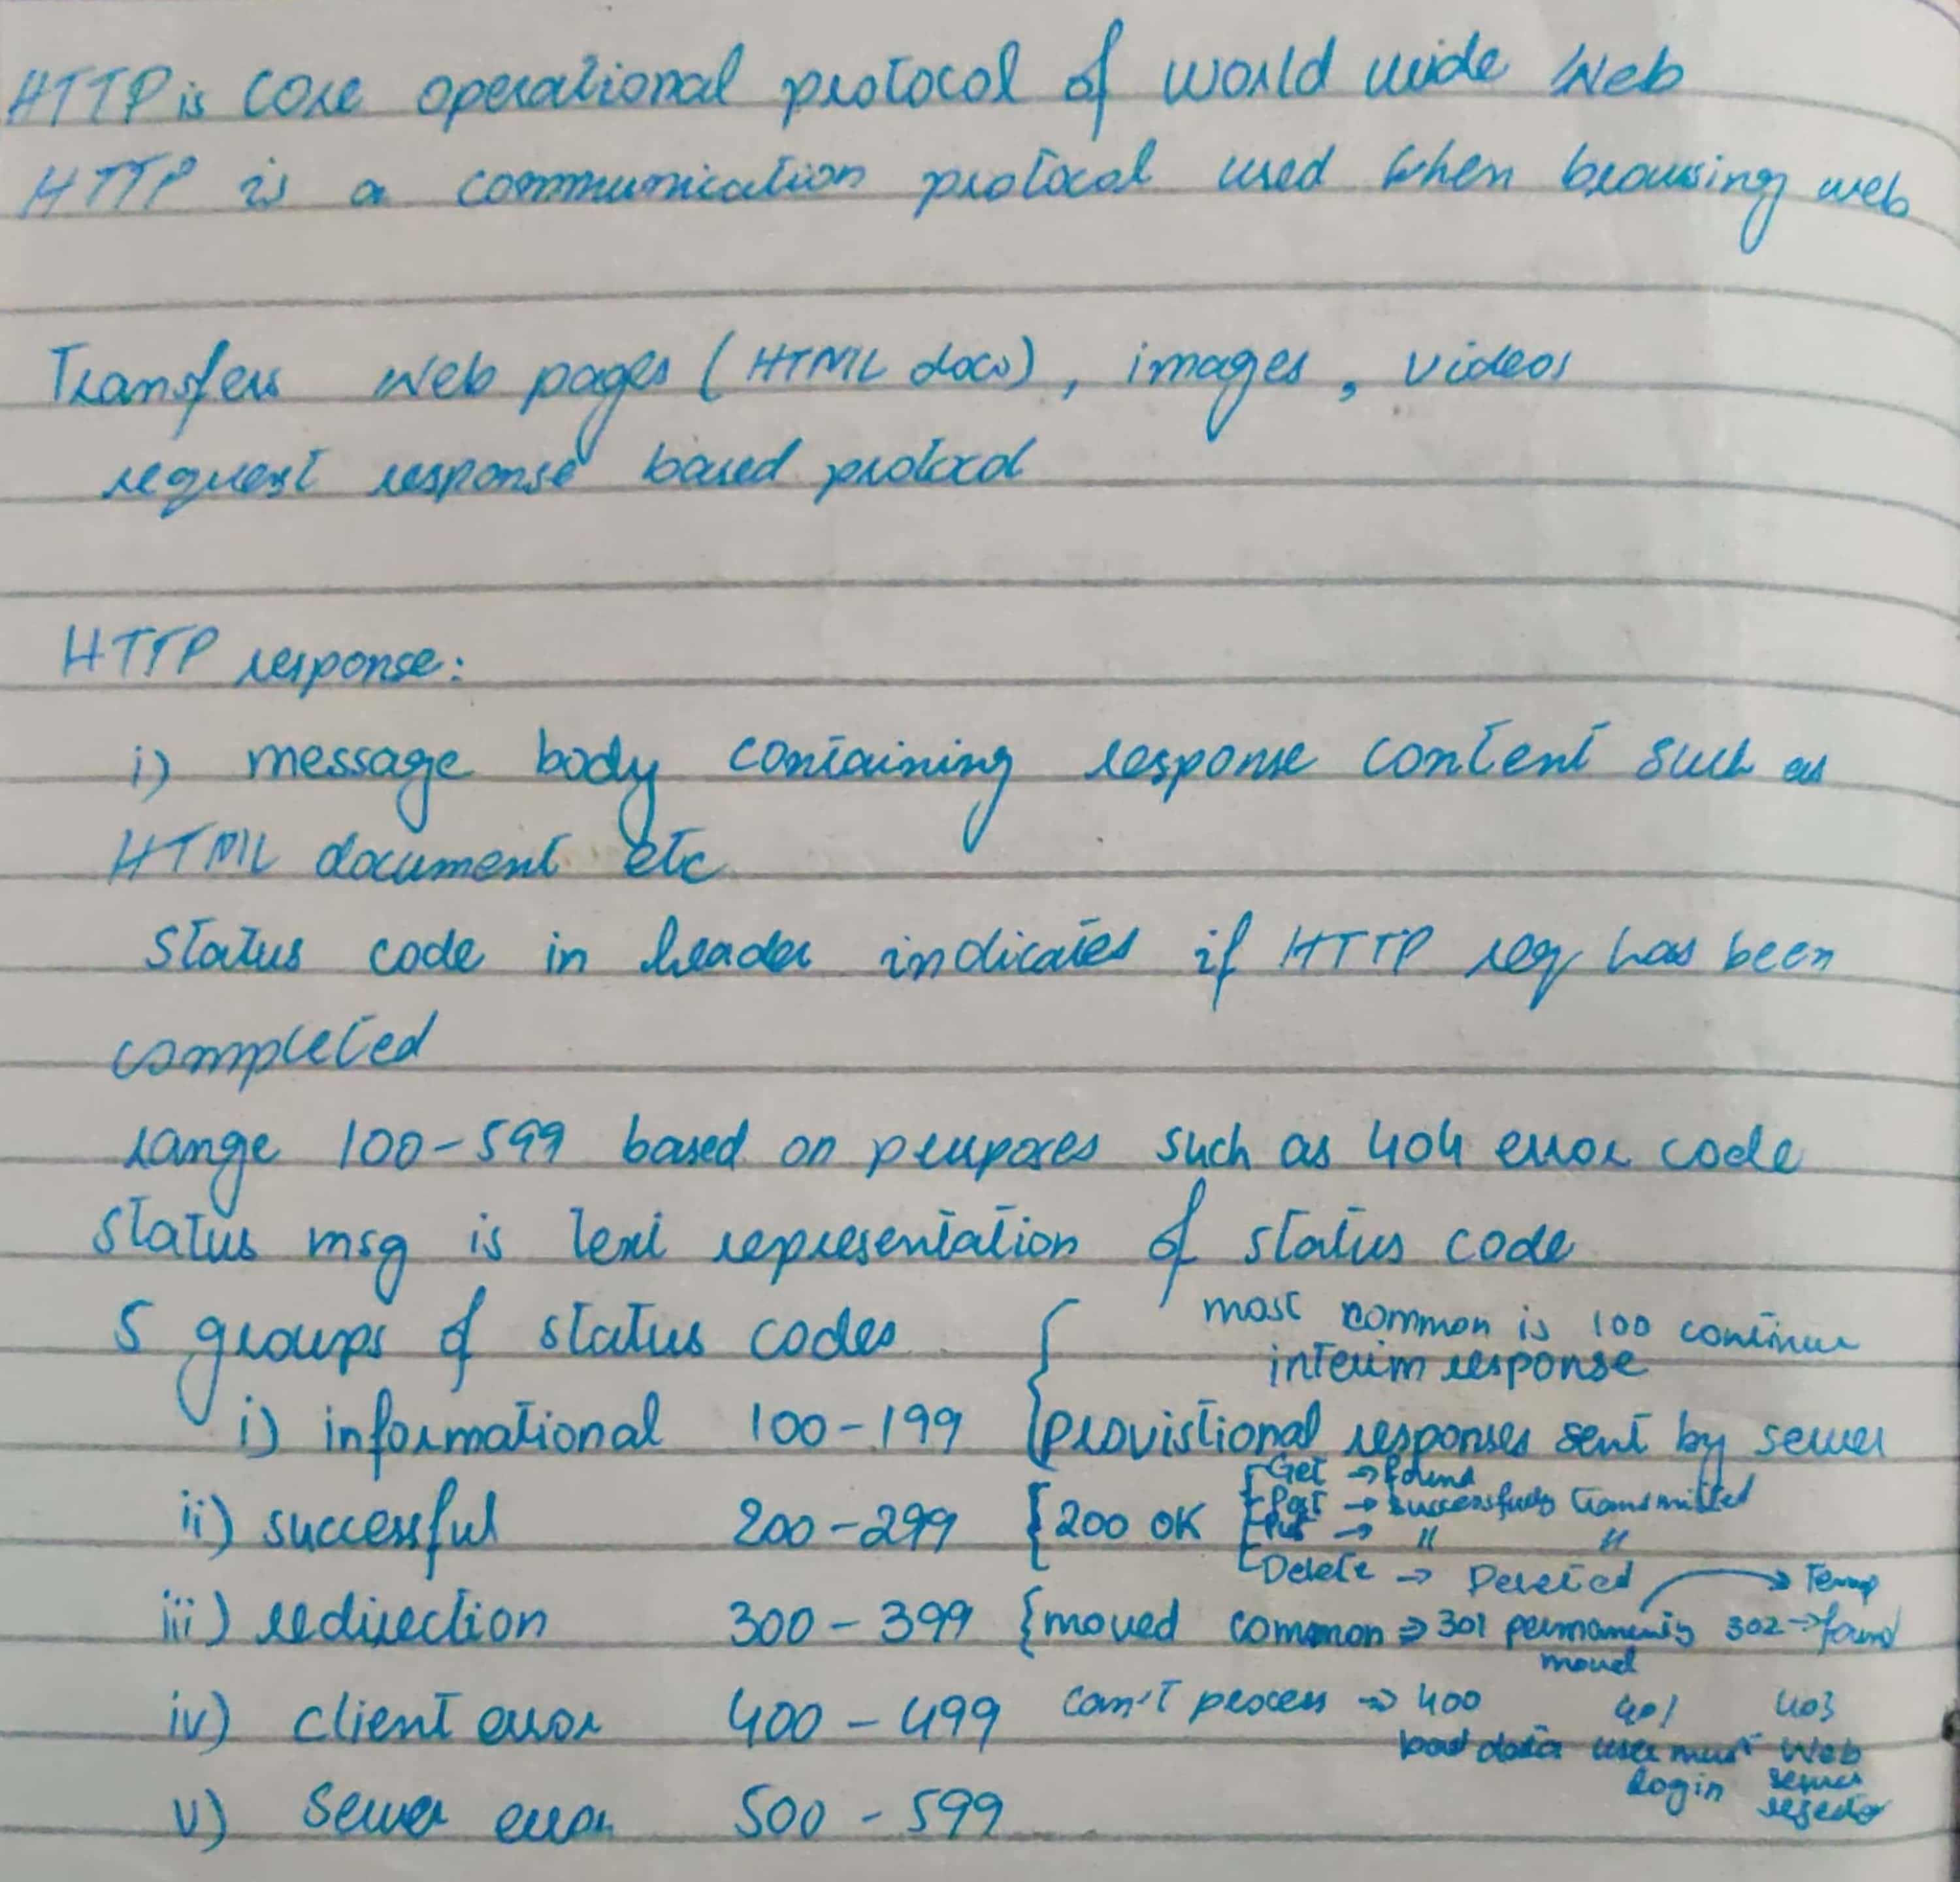 HTTP is core operational protocol of world wide Web
HTTP is a communication protocol used when browsing web
Transfers web pages (HTML docs), images, videos
request response based protocol
HTTP response:
i) message body containing response content such as
HTML document etc
Status code in header indicates if HTTP req has been
completed
range 100-599 based on purposes such as 404 error code
status msg is text representation of status code
5 groups of status codes { most common is 100 continue
interim response
i) informational 100-199 provistional responses sent by server
ii) successful 200-299 [200 OK
Get → found
Post → successfully transmitted
Put → " "
Delete → Deleted
→ Temp
iii) redirection 300-399 {moved common ⇒ 301 permanently 302 → found
moved
iv) client error 400-499 can't process → 400 401 403
bad data user must Web
login server
rejects
v) Server error 500-599